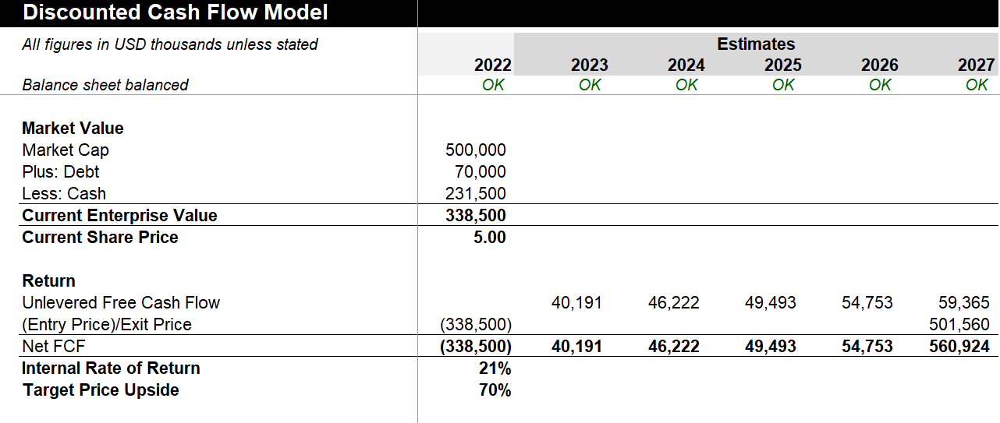 Discounted Cash Flow Model
All figures in USD thousands unless stated Estimates
2022 2023 2024 2025 2026 2027
Balance sheet balanced OK OK OK OK OK OK
Market Value
Market Cap 500,000
Plus: Debt 70,000
Less: Cash 231,500
Current Enterprise Value 338,500
Current Share Price 5.00
Return
Unlevered Free Cash Flow 40,191 46,222 49,493 54,753 59,365
(Entry Price)/Exit Price (338,500) 501,560
Net FCF (338,500) 40,191 46,222 49,493 54,753 560,924
Internal Rate of Return 21%
Target Price Upside 70%